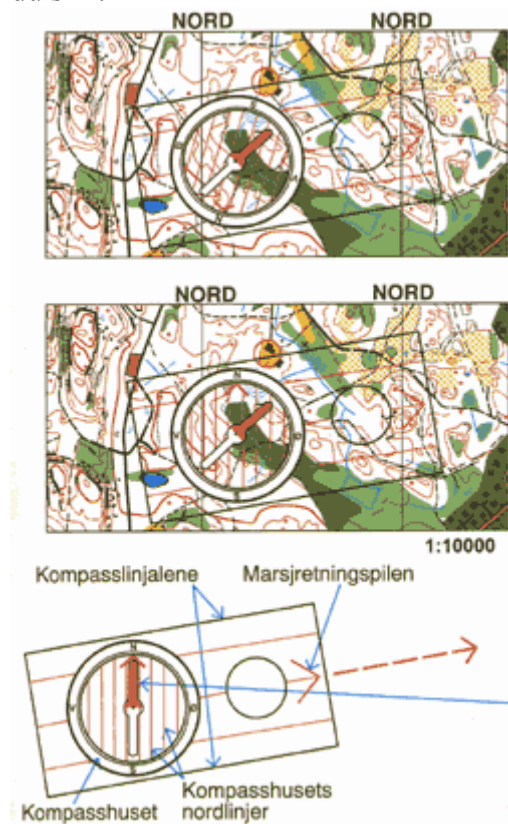 NORD NORD
NORD NORD
1:10000
Kompasslinjalene Marsjretningspilen
Kompasshuset
Kompasshusets
nordlinjer